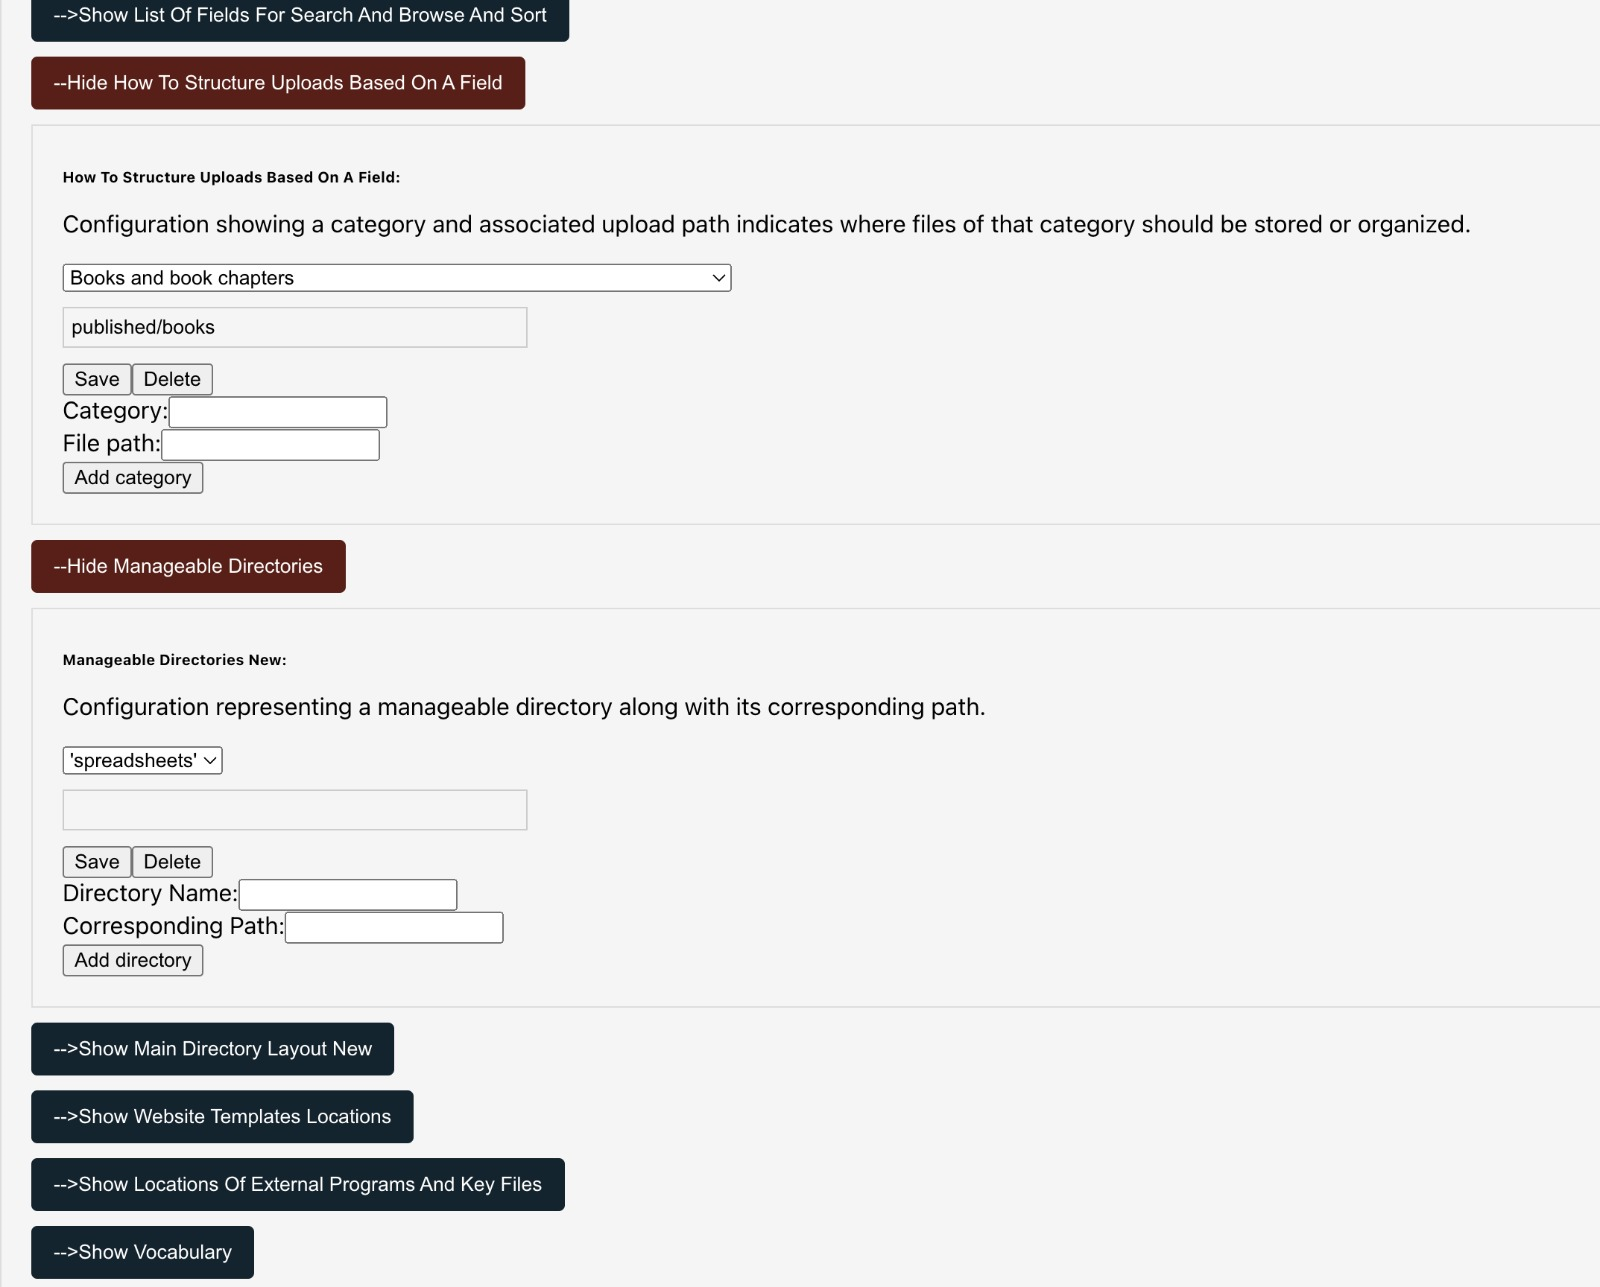 -->Show List Of Fields For Search And Browse And Sort
--Hide How To Structure Uploads Based On A Field
How To Structure Uploads Based On A Field:
Configuration showing a category and associated upload path indicates where files of that category should be stored or organized.
Books and book chapters
published/books
Save Delete
Category:
File path:
Add category
--Hide Manageable Directories
Manageable Directories New:
Configuration representing a manageable directory along with its corresponding path.
'spreadsheets'
Save Delete
Directory Name:
Corresponding Path:
Add directory
-->Show Main Directory Layout New
-->Show Website Templates Locations
-->Show Locations Of External Programs And Key Files
-->Show Vocabulary